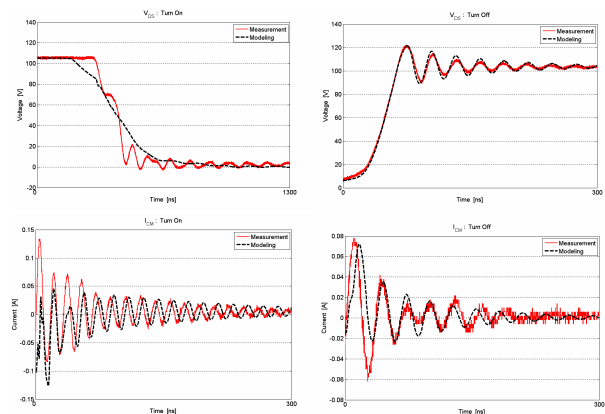 V_DS : Turn On
140
120
100
80
60
40
20
0
-20
Voltage [V]
0
1300
Time [ns]
Measurement
Modeling
V_DS : Turn Off
140
120
100
80
60
40
20
0
Voltage [V]
0
300
Time [ns]
Measurement
Modeling
I_CM : Turn On
0.15
0.1
0.05
0
-0.05
-0.1
-0.15
Current [A]
0
300
Time [ns]
Measurement
Modeling
I_CM : Turn Off
0.08
0.06
0.04
0.02
0
-0.02
-0.04
-0.06
0.08
Current [A]
0
300
Time [ns]
Measurement
Modeling